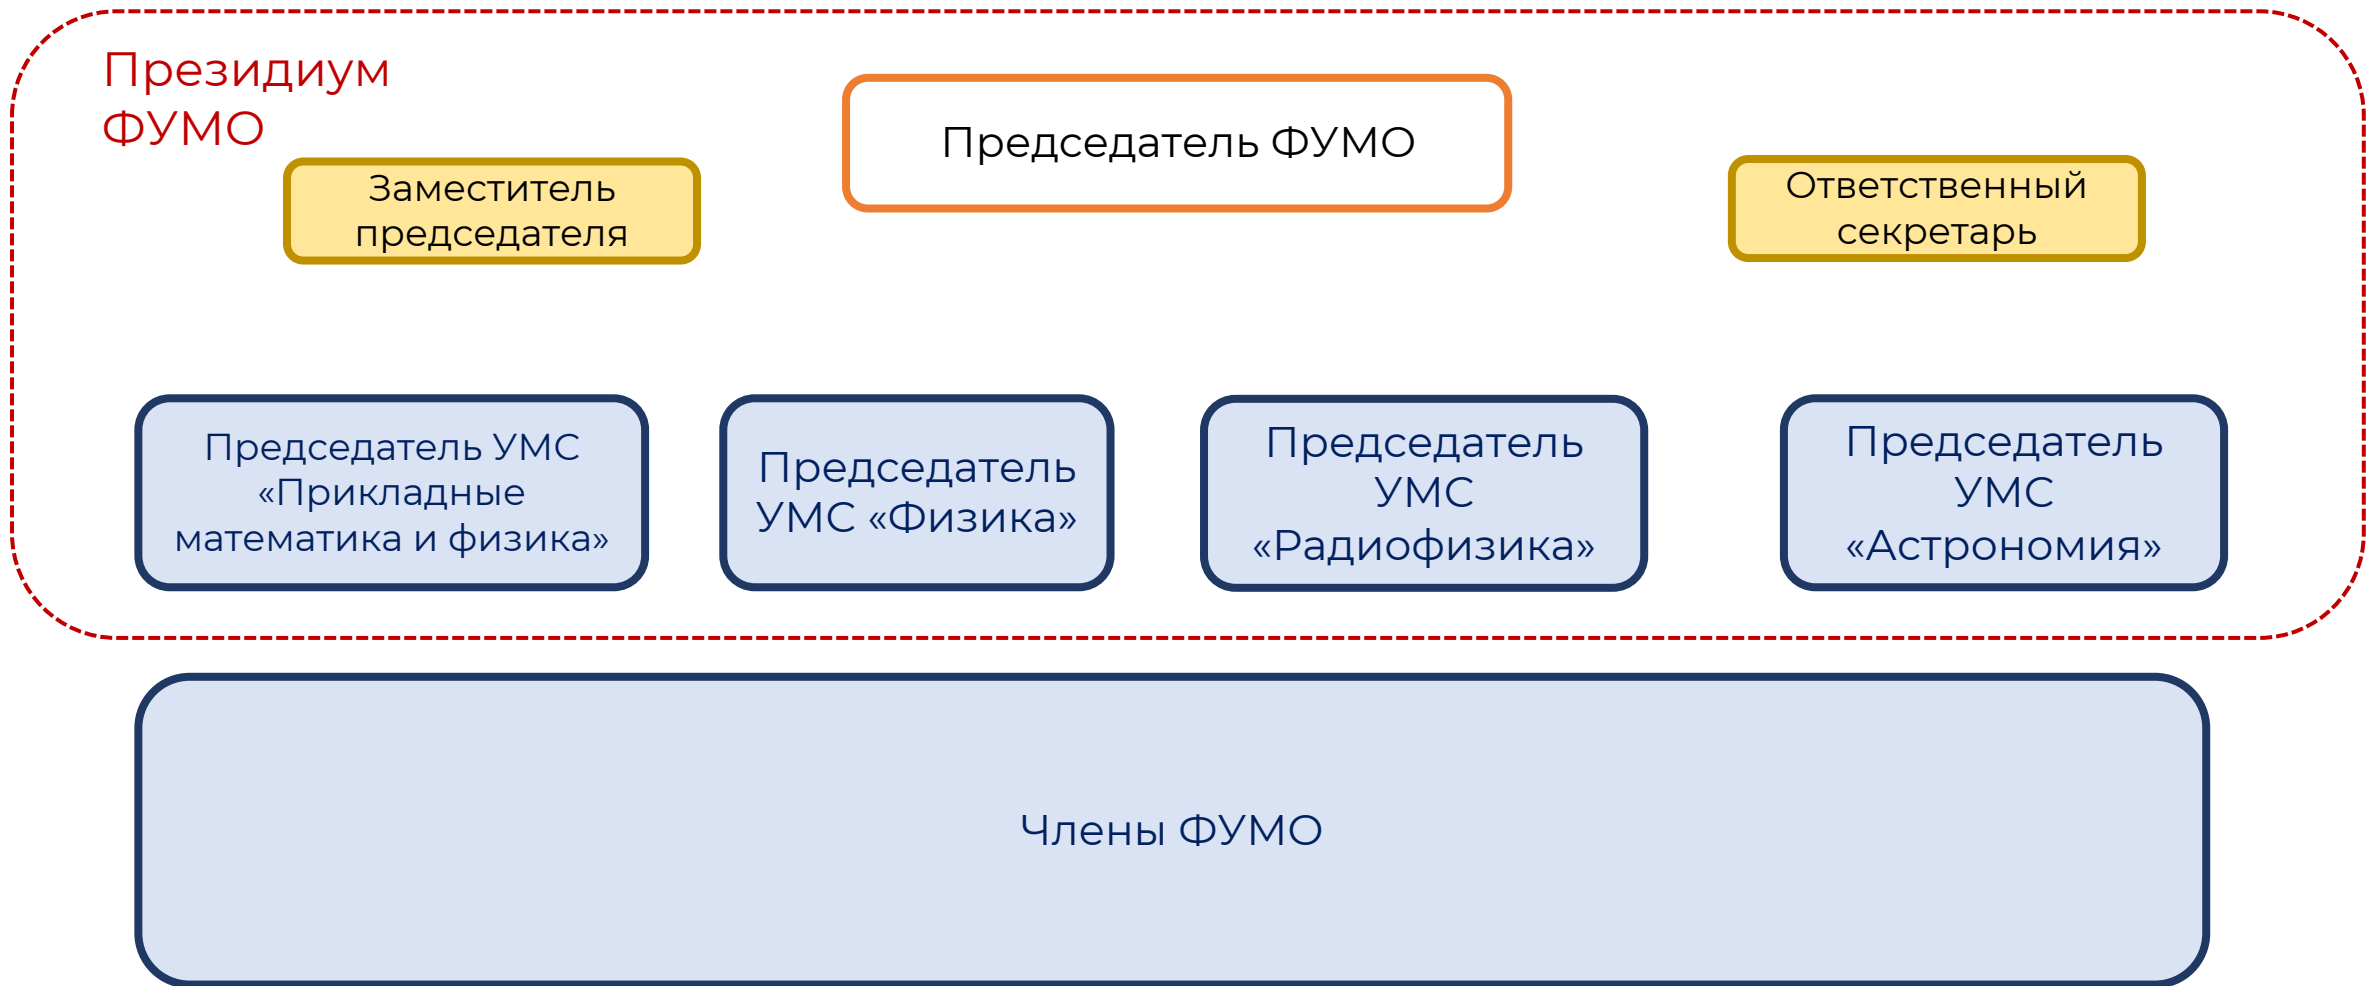 Президиум
ФУМО
Председатель ФУМО
Заместитель
председателя
Ответственный
секретарь
Председатель УМС
«Прикладные
математика и физика»
Председатель
УМС «Физика»
Председатель
УМС
«Радиофизика»
Председатель
УМС
«Астрономия»
Члены ФУМО